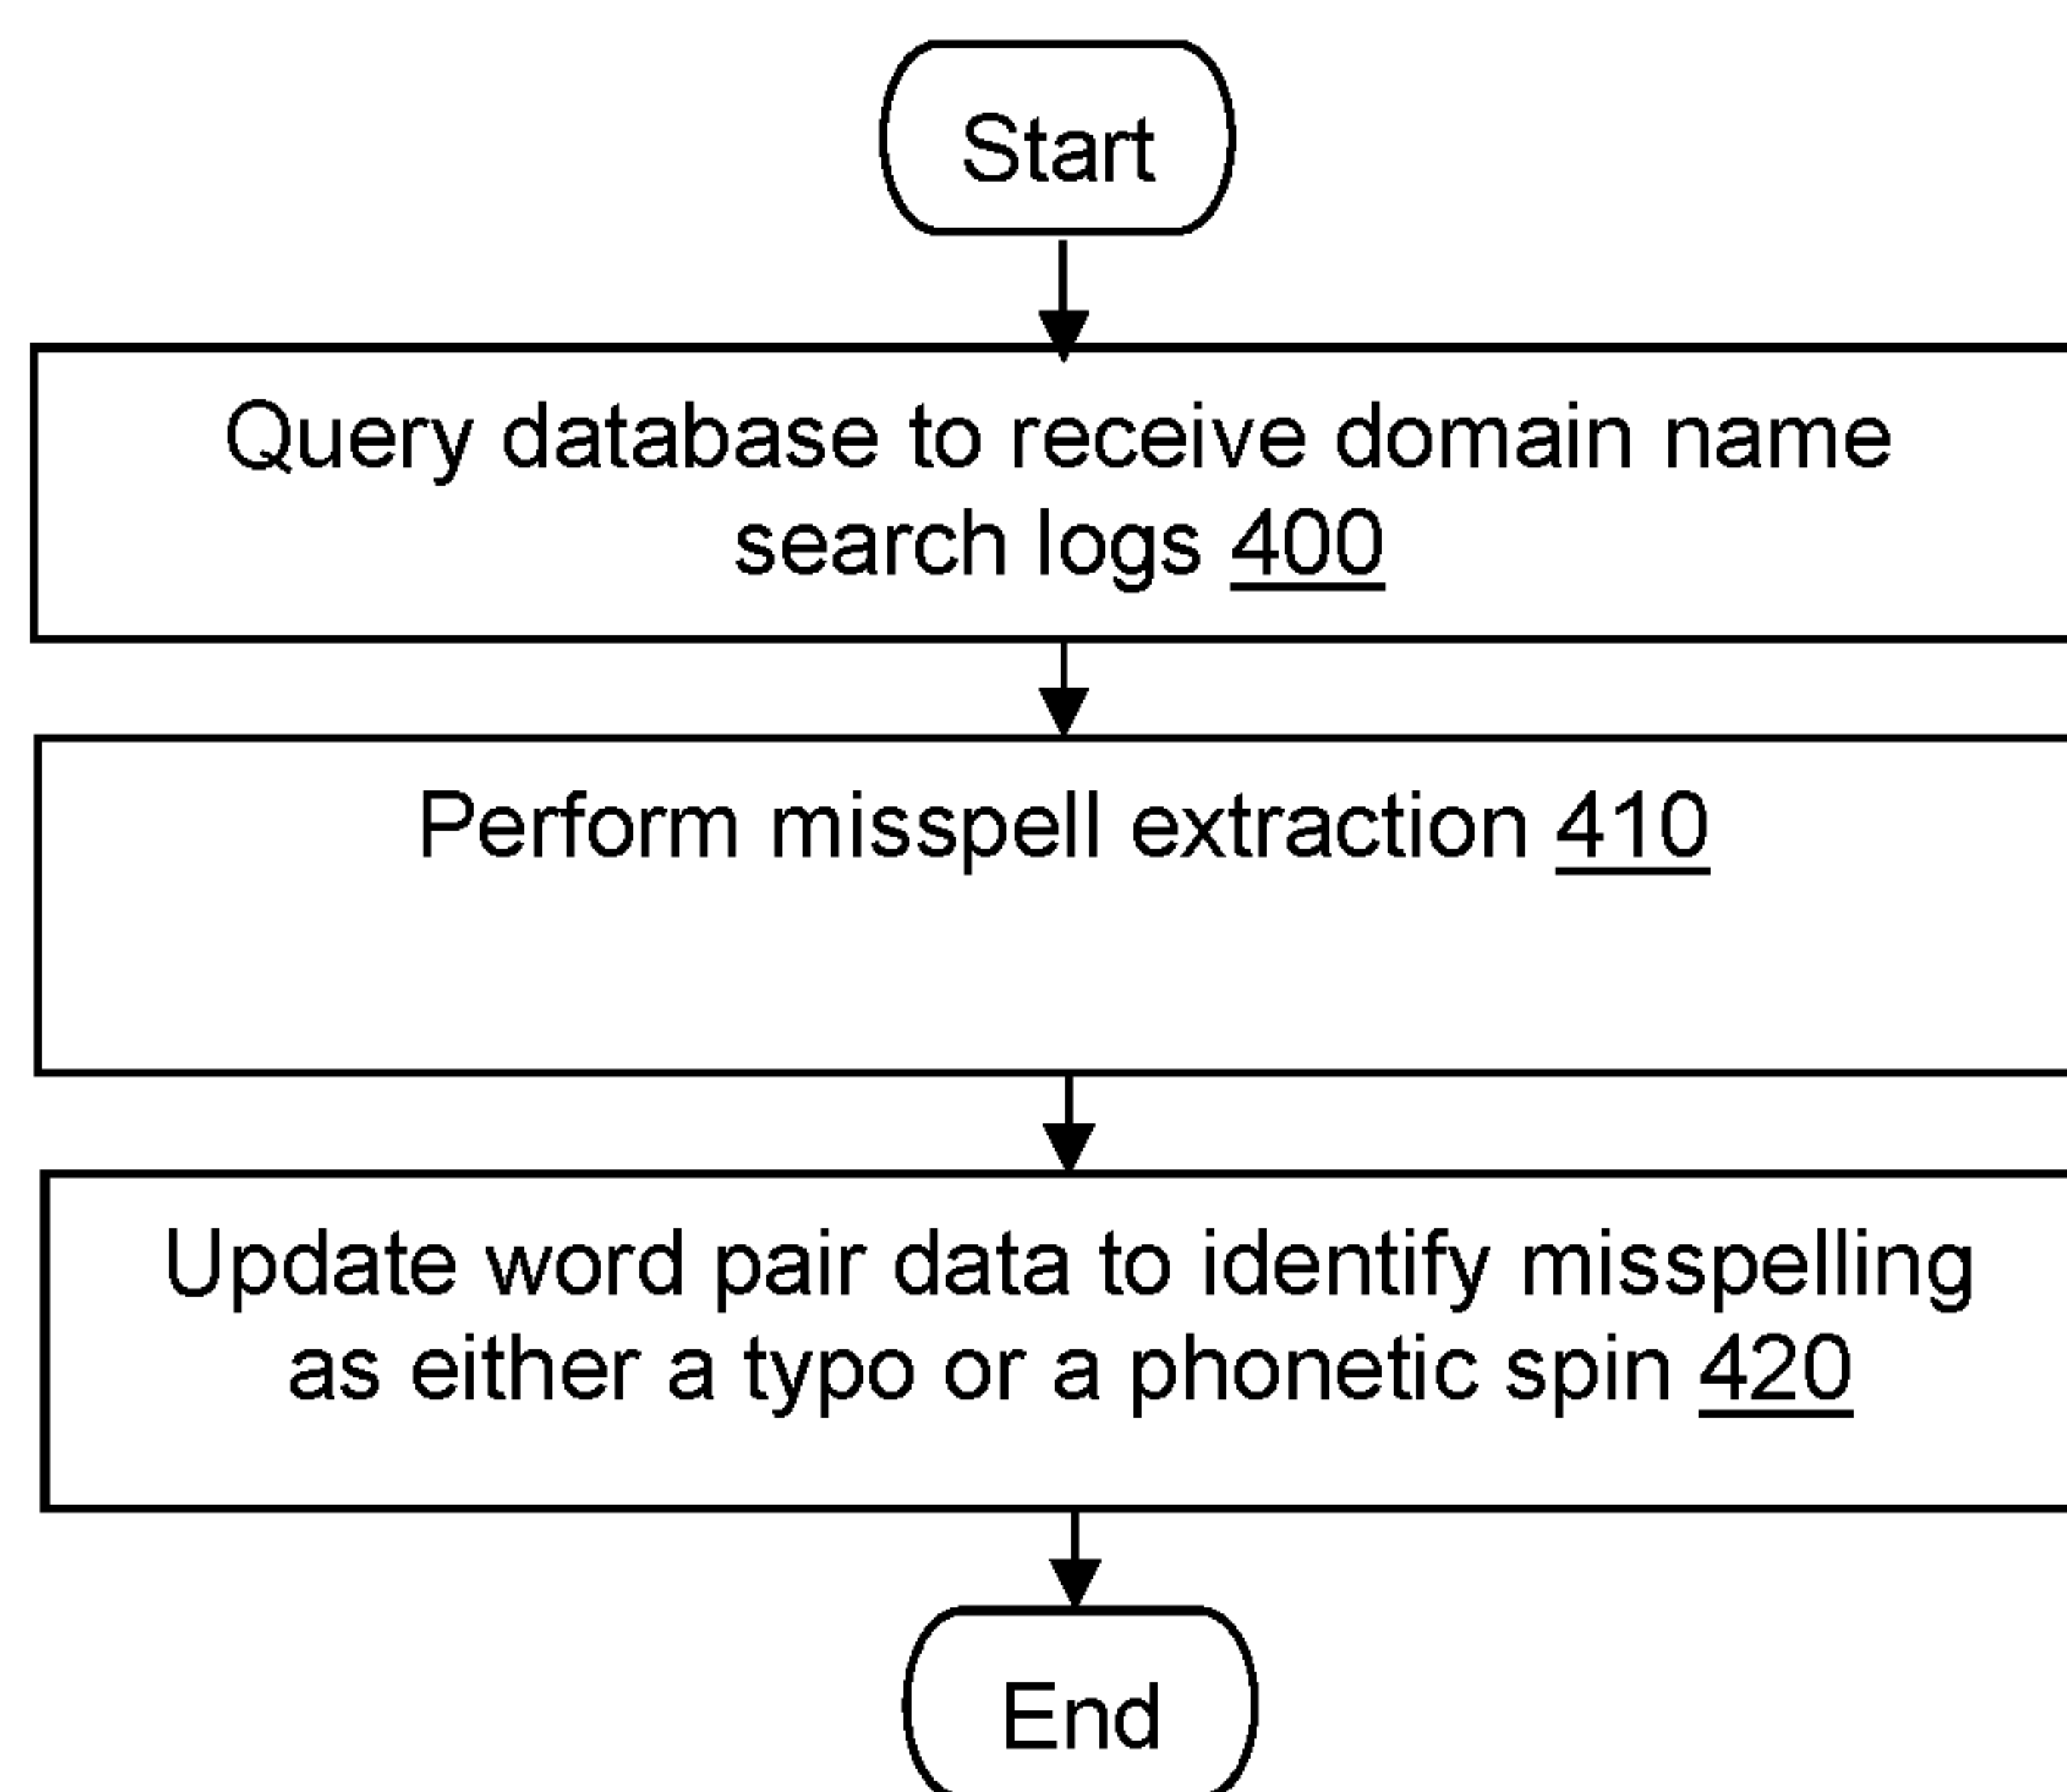 Start
Query database to receive domain name
search logs 400
Perform misspell extraction 410
Update word pair data to identify misspelling
as either a typo or a phonetic spin 420
End